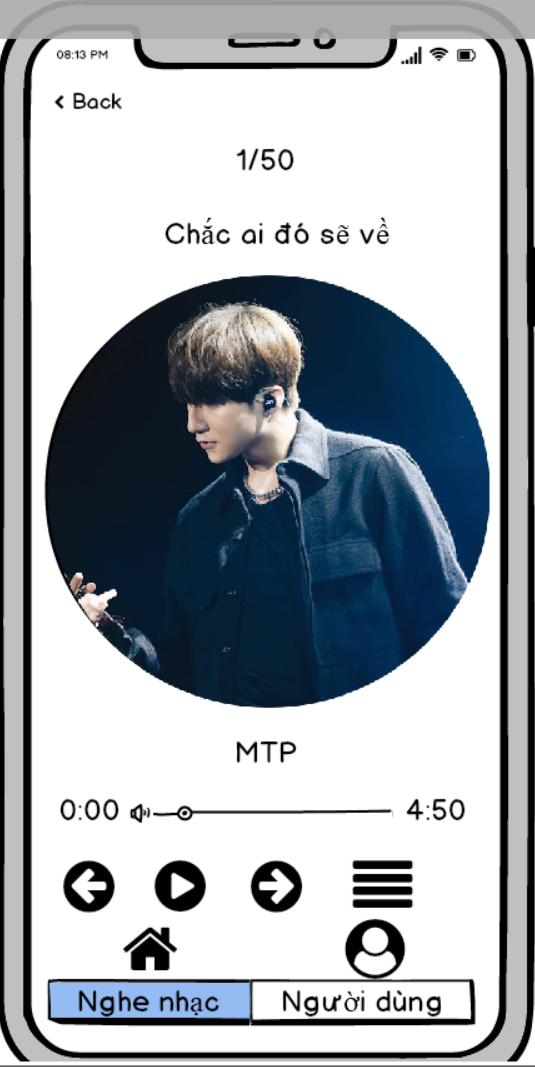 08:13 PM
< Back
1/50
Chắc ai đó sẽ về
MTP
0:00 4:50
Nghe nhạc Người dùng